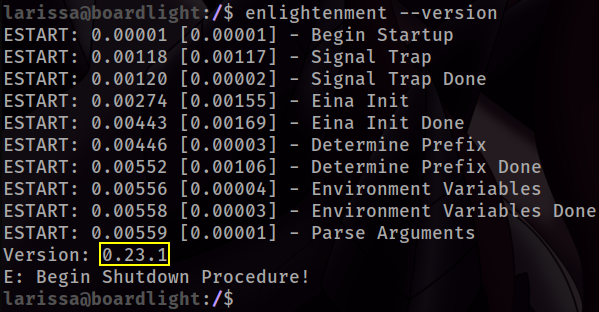 larissa@boardlight:/$ enlightenment --version
ESTART: 0.00001 [0.00001] - Begin Startup
ESTART: 0.00118 [0.00117] - Signal Trap
ESTART: 0.00120 [0.00002] - Signal Trap Done
ESTART: 0.00274 [0.00155] - Eina Init
ESTART: 0.00443 [0.00169] - Eina Init Done
ESTART: 0.00446 [0.00003] - Determine Prefix
ESTART: 0.00552 [0.00106] - Determine Prefix Done
ESTART: 0.00556 [0.00004] - Environment Variables
ESTART: 0.00558 [0.00003] - Environment Variables Done
ESTART: 0.00559 [0.00001] - Parse Arguments
Version: 0.23.1
E: Begin Shutdown Procedure!
larissa@boardlight:/$